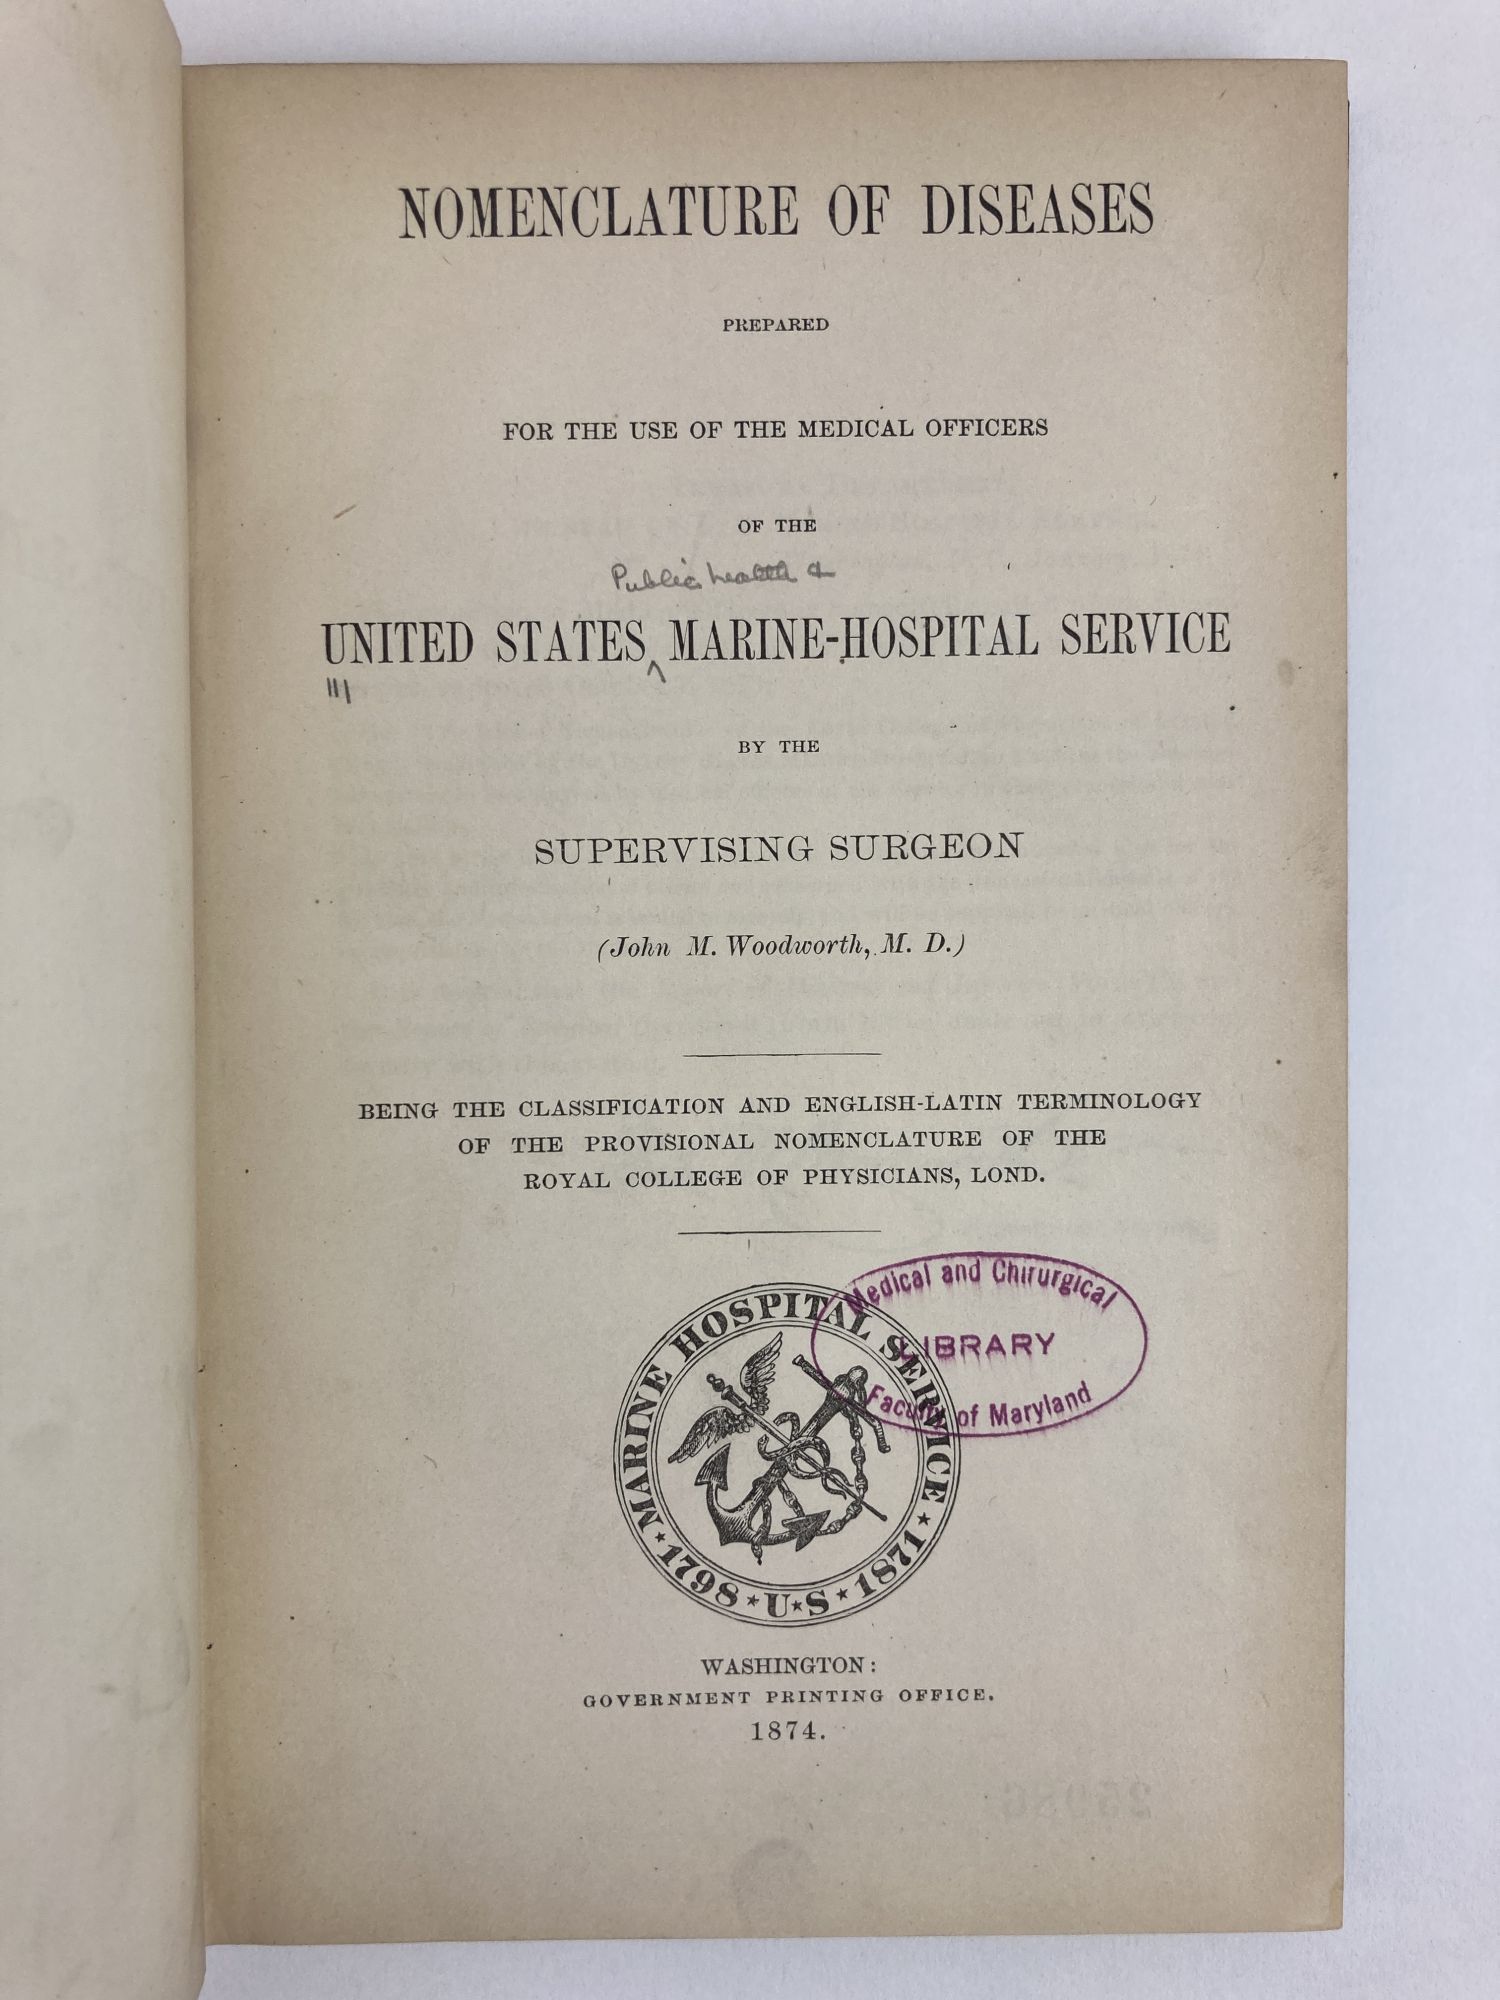 NOMENCLATURE OF DISEASES
PREPARED
FOR THE USE OF THE MEDICAL OFFICERS
OF THE
Public health &
UNITED STATES ^ MARINE-HOSPITAL SERVICE
BY THE
SUPERVISING SURGEON
(John M. Woodworth, M. D.)
BEING THE CLASSIFICATION AND ENGLISH-LATIN TERMINOLOGY
OF THE PROVISIONAL NOMENCLATURE OF THE
ROYAL COLLEGE OF PHYSICIANS, LOND.
Medical and Chirurgical
LIBRARY
Faculty of Maryland
MARINE HOSPITAL SERVICE
★ 1798 ★ U★S ★ 1871 ★
WASHINGTON:
GOVERNMENT PRINTING OFFICE.
1874.